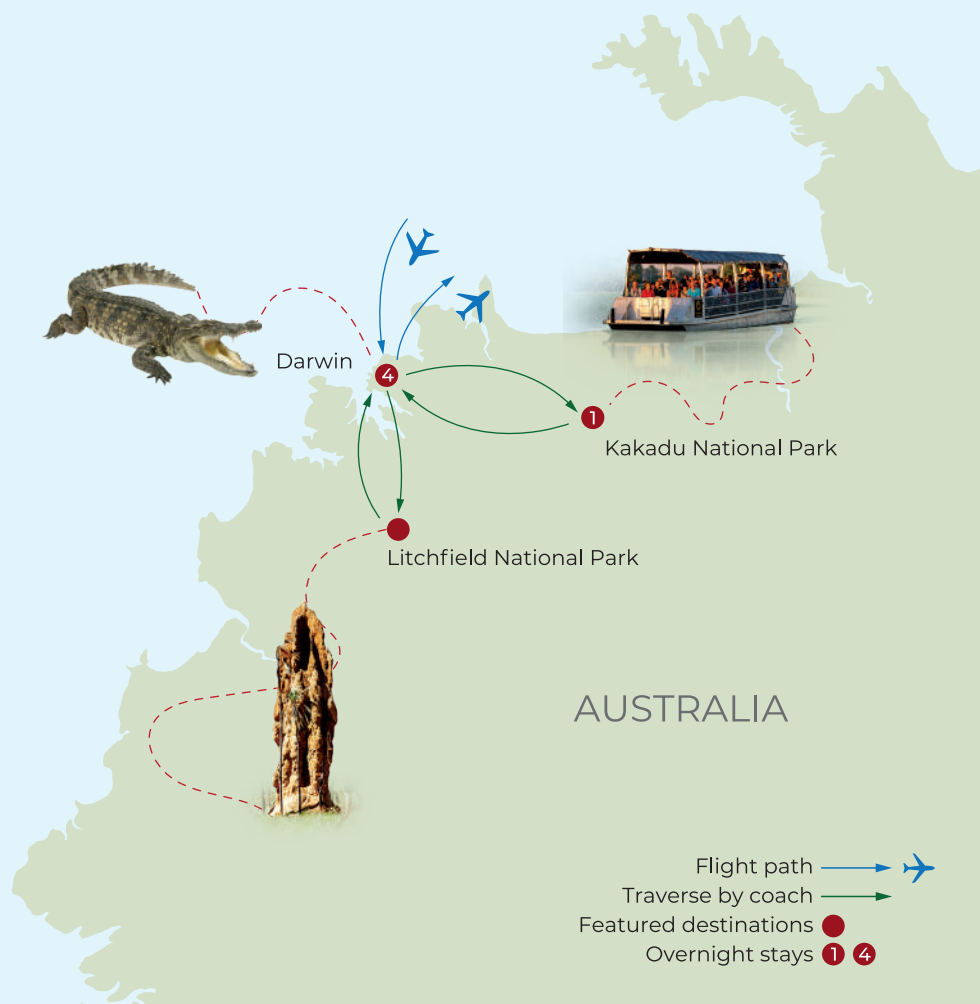 Darwin
4
1
Kakadu National Park
Litchfield National Park
AUSTRALIA
Flight path
Traverse by coach
Featured destinations
Overnight stays 1 4